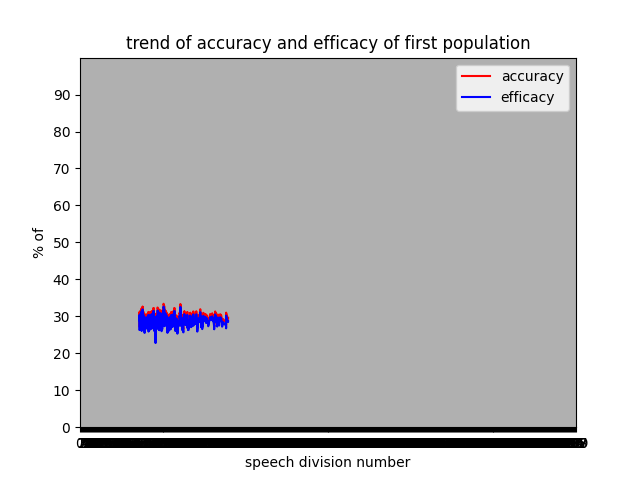 trend of accuracy and efficacy of first population
accuracy
efficacy
90
80
70
60
50
40
30
20
10
0
% of
speech division number